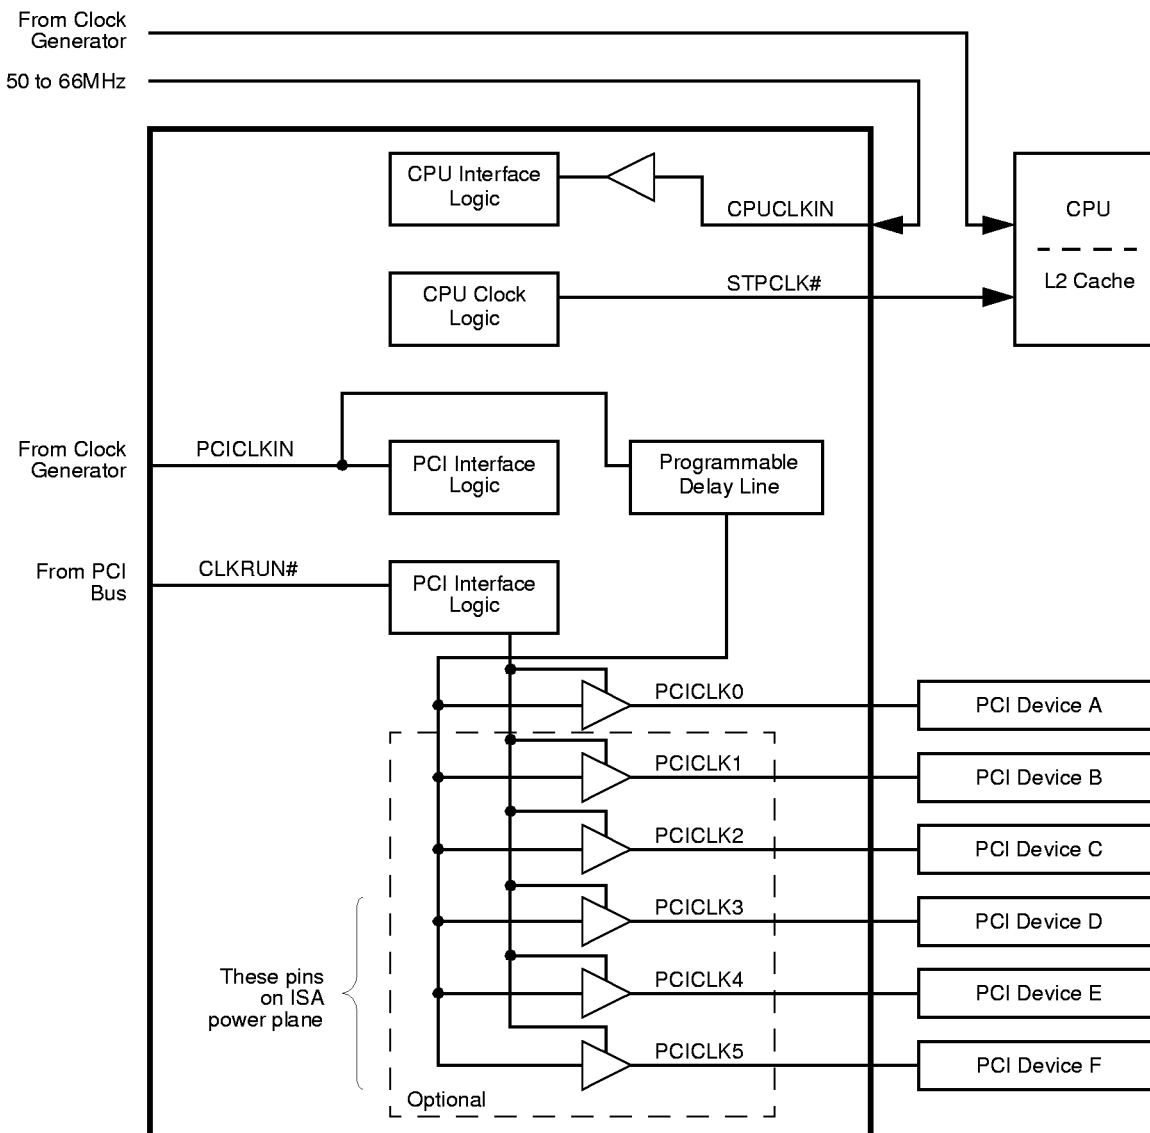 From Clock
Generator
50 to 66MHz
CPU Interface
Logic
CPUCLKIN
CPU
L2 Cache
CPU Clock
Logic
STPCLK#
From Clock
Generator
PCICLKIN
PCI Interface
Logic
Programmable
Delay Line
From PCI
Bus
CLKRUN#
PCI Interface
Logic
PCICLK0
PCI Device A
PCICLK1
PCI Device B
PCICLK2
PCI Device C
PCICLK3
PCI Device D
These pins
on ISA
power plane
PCICLK4
PCI Device E
PCICLK5
PCI Device F
Optional